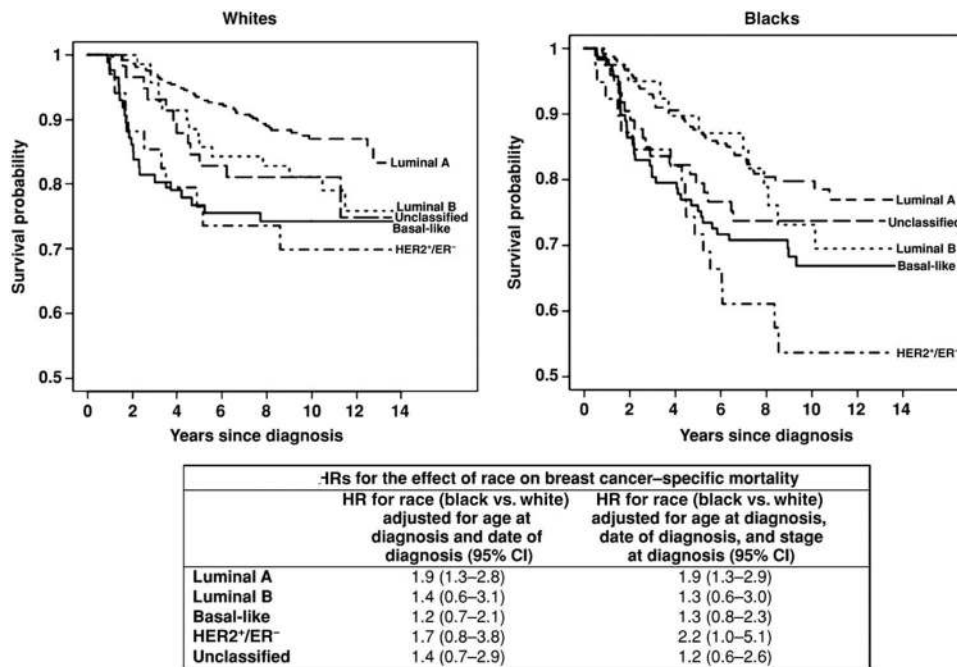 Whites
Survival probability
1
0.9
0.8
0.7
0.6
0.5
0 2 4 6 8 10 12 14
Years since diagnosis
Luminal A
Luminal B
Unclassified
Basal-like
HER2+/ER−
Blacks
Survival probability
1
0.9
0.8
0.7
0.6
0.5
0 2 4 6 8 10 12 14
Years since diagnosis
Luminal A
Unclassified
Luminal B
Basal-like
HER2+/ER−
HRs for the effect of race on breast cancer–specific mortality
HR for race (black vs. white) HR for race (black vs. white)
adjusted for age at adjusted for age at diagnosis,
diagnosis and date of date of diagnosis, and stage
diagnosis (95% CI) at diagnosis (95% CI)
Luminal A 1.9 (1.3–2.8) 1.9 (1.3–2.9)
Luminal B 1.4 (0.6–3.1) 1.3 (0.6–3.0)
Basal-like 1.2 (0.7–2.1) 1.3 (0.8–2.3)
HER2+/ER− 1.7 (0.8–3.8) 2.2 (1.0–5.1)
Unclassified 1.4 (0.7–2.9) 1.2 (0.6–2.6)